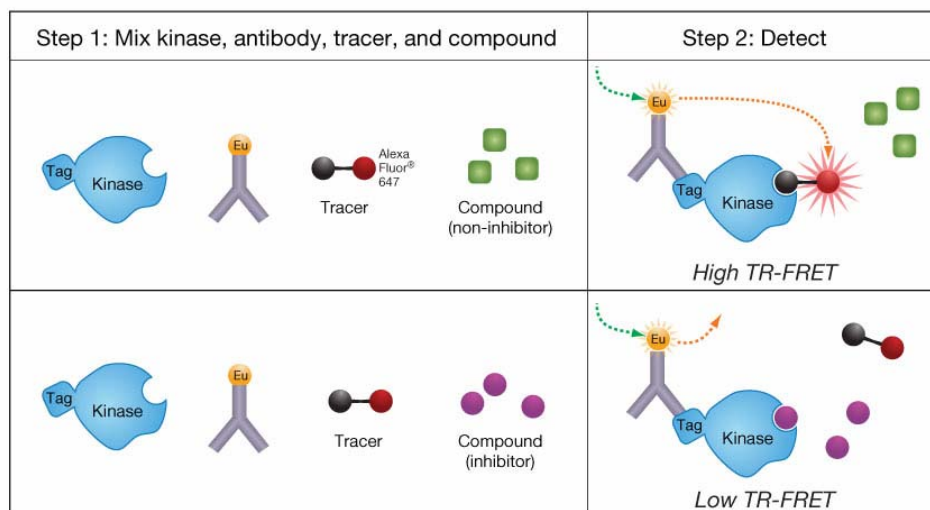 Step 1: Mix kinase, antibody, tracer, and compound
Step 2: Detect
Tag
Kinase
Eu
Alexa
Fluor®
647
Tracer
Compound
(non-inhibitor)
Eu
Tag
Kinase
High TR-FRET
Tag
Kinase
Eu
Tracer
Compound
(inhibitor)
Eu
Tag
Kinase
Low TR-FRET